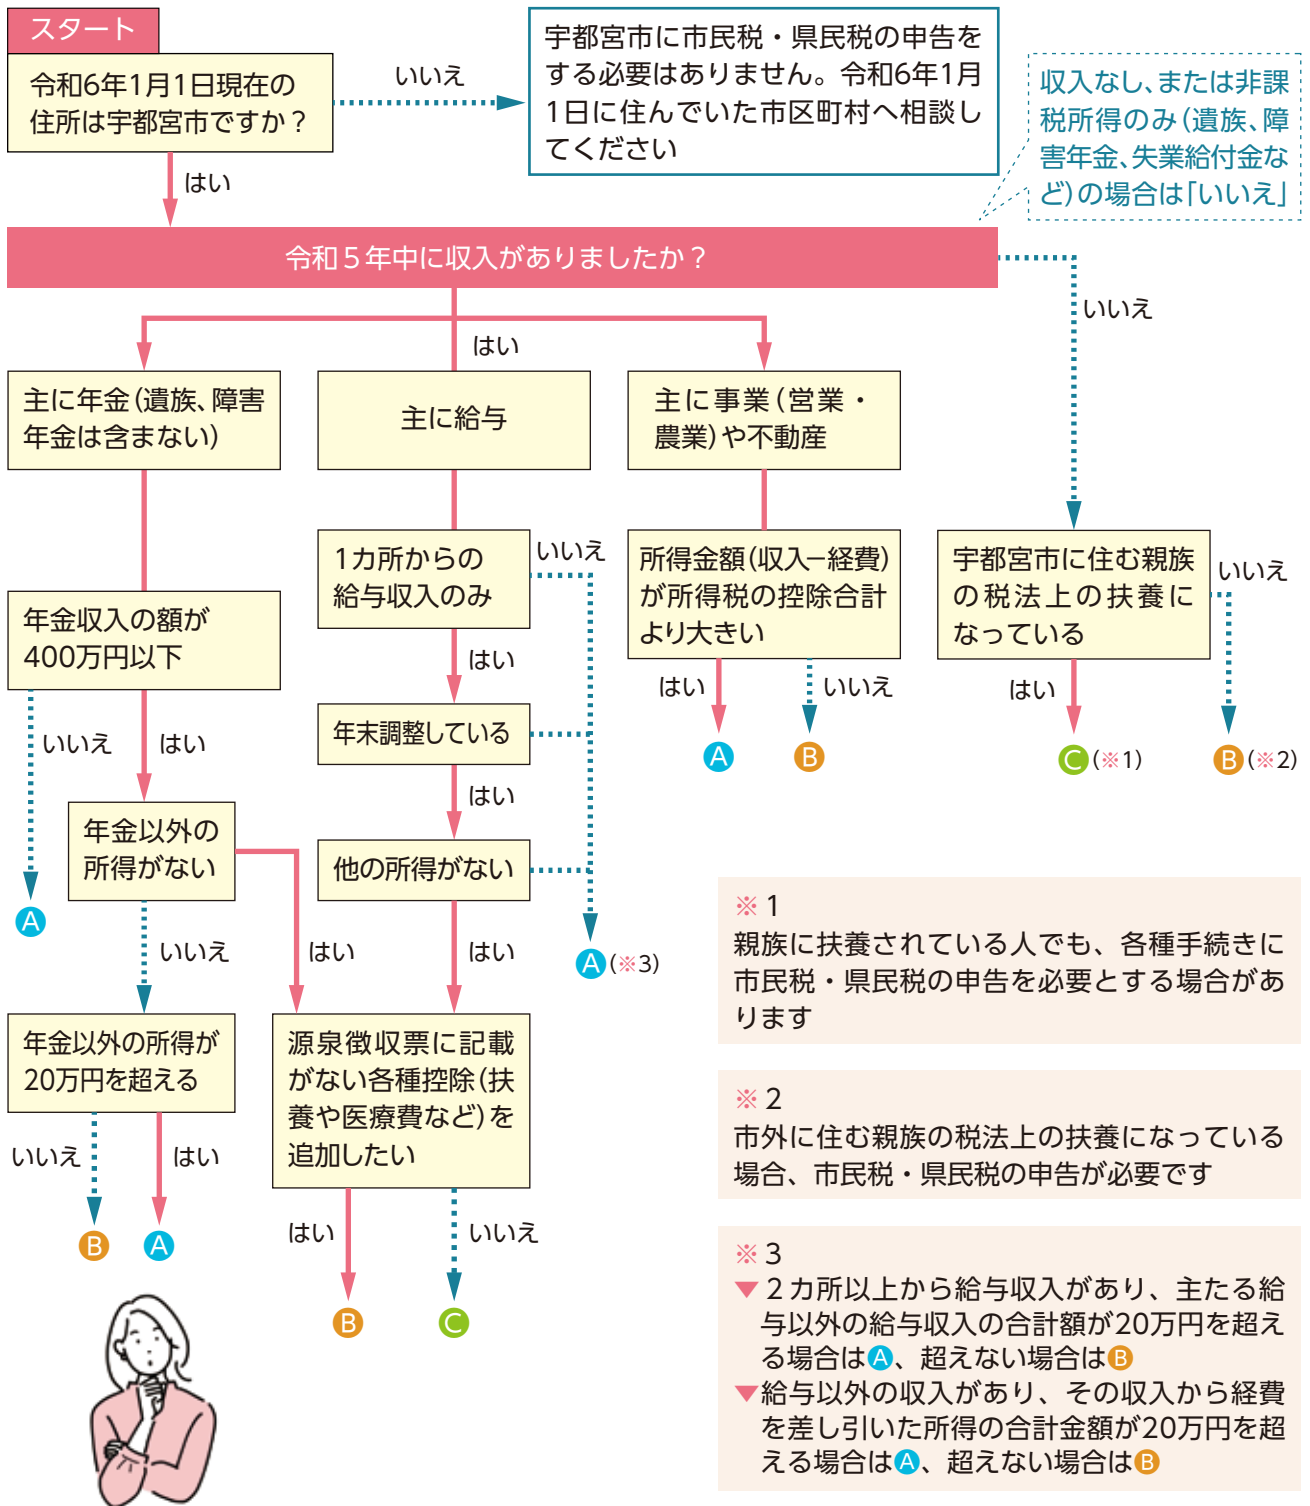 スタート
令和6年1月1日現在の
住所は宇都宮市ですか？
いいえ
宇都宮市に市民税・県民税の申告を
する必要はありません。令和6年1月
1日に住んでいた市区町村へ相談し
てください
収入なし、または非課
税所得のみ（遺族、障
害年金、失業給付金な
ど）の場合は「いいえ」
はい
令和５年中に収入がありましたか？
いいえ
はい
主に年金（遺族、障害
年金は含まない）
主に給与
主に事業（営業・
農業）や不動産
年金収入の額が
400万円以下
1カ所からの
給与収入のみ
いいえ
所得金額（収入−経費）
が所得税の控除合計
より大きい
宇都宮市に住む親族
の税法上の扶養に
なっている
いいえ
はい
はい
いいえ
はい
いいえ
はい
年末調整している
A
B
C（※1）
B（※2）
はい
年金以外の
所得がない
他の所得がない
A
いいえ
はい
はい
A（※3）
年金以外の所得が
20万円を超える
源泉徴収票に記載
がない各種控除（扶
養や医療費など）を
追加したい
いいえ
はい
B
A
はい
いいえ
B
C
※1
親族に扶養されている人でも、各種手続きに
市民税・県民税の申告を必要とする場合があ
ります
※2
市外に住む親族の税法上の扶養になっている
場合、市民税・県民税の申告が必要です
※3
▼２カ所以上から給与収入があり、主たる給
与以外の給与収入の合計額が20万円を超え
る場合はA、超えない場合はB
▼給与以外の収入があり、その収入から経費
を差し引いた所得の合計金額が20万円を超
える場合はA、超えない場合はB